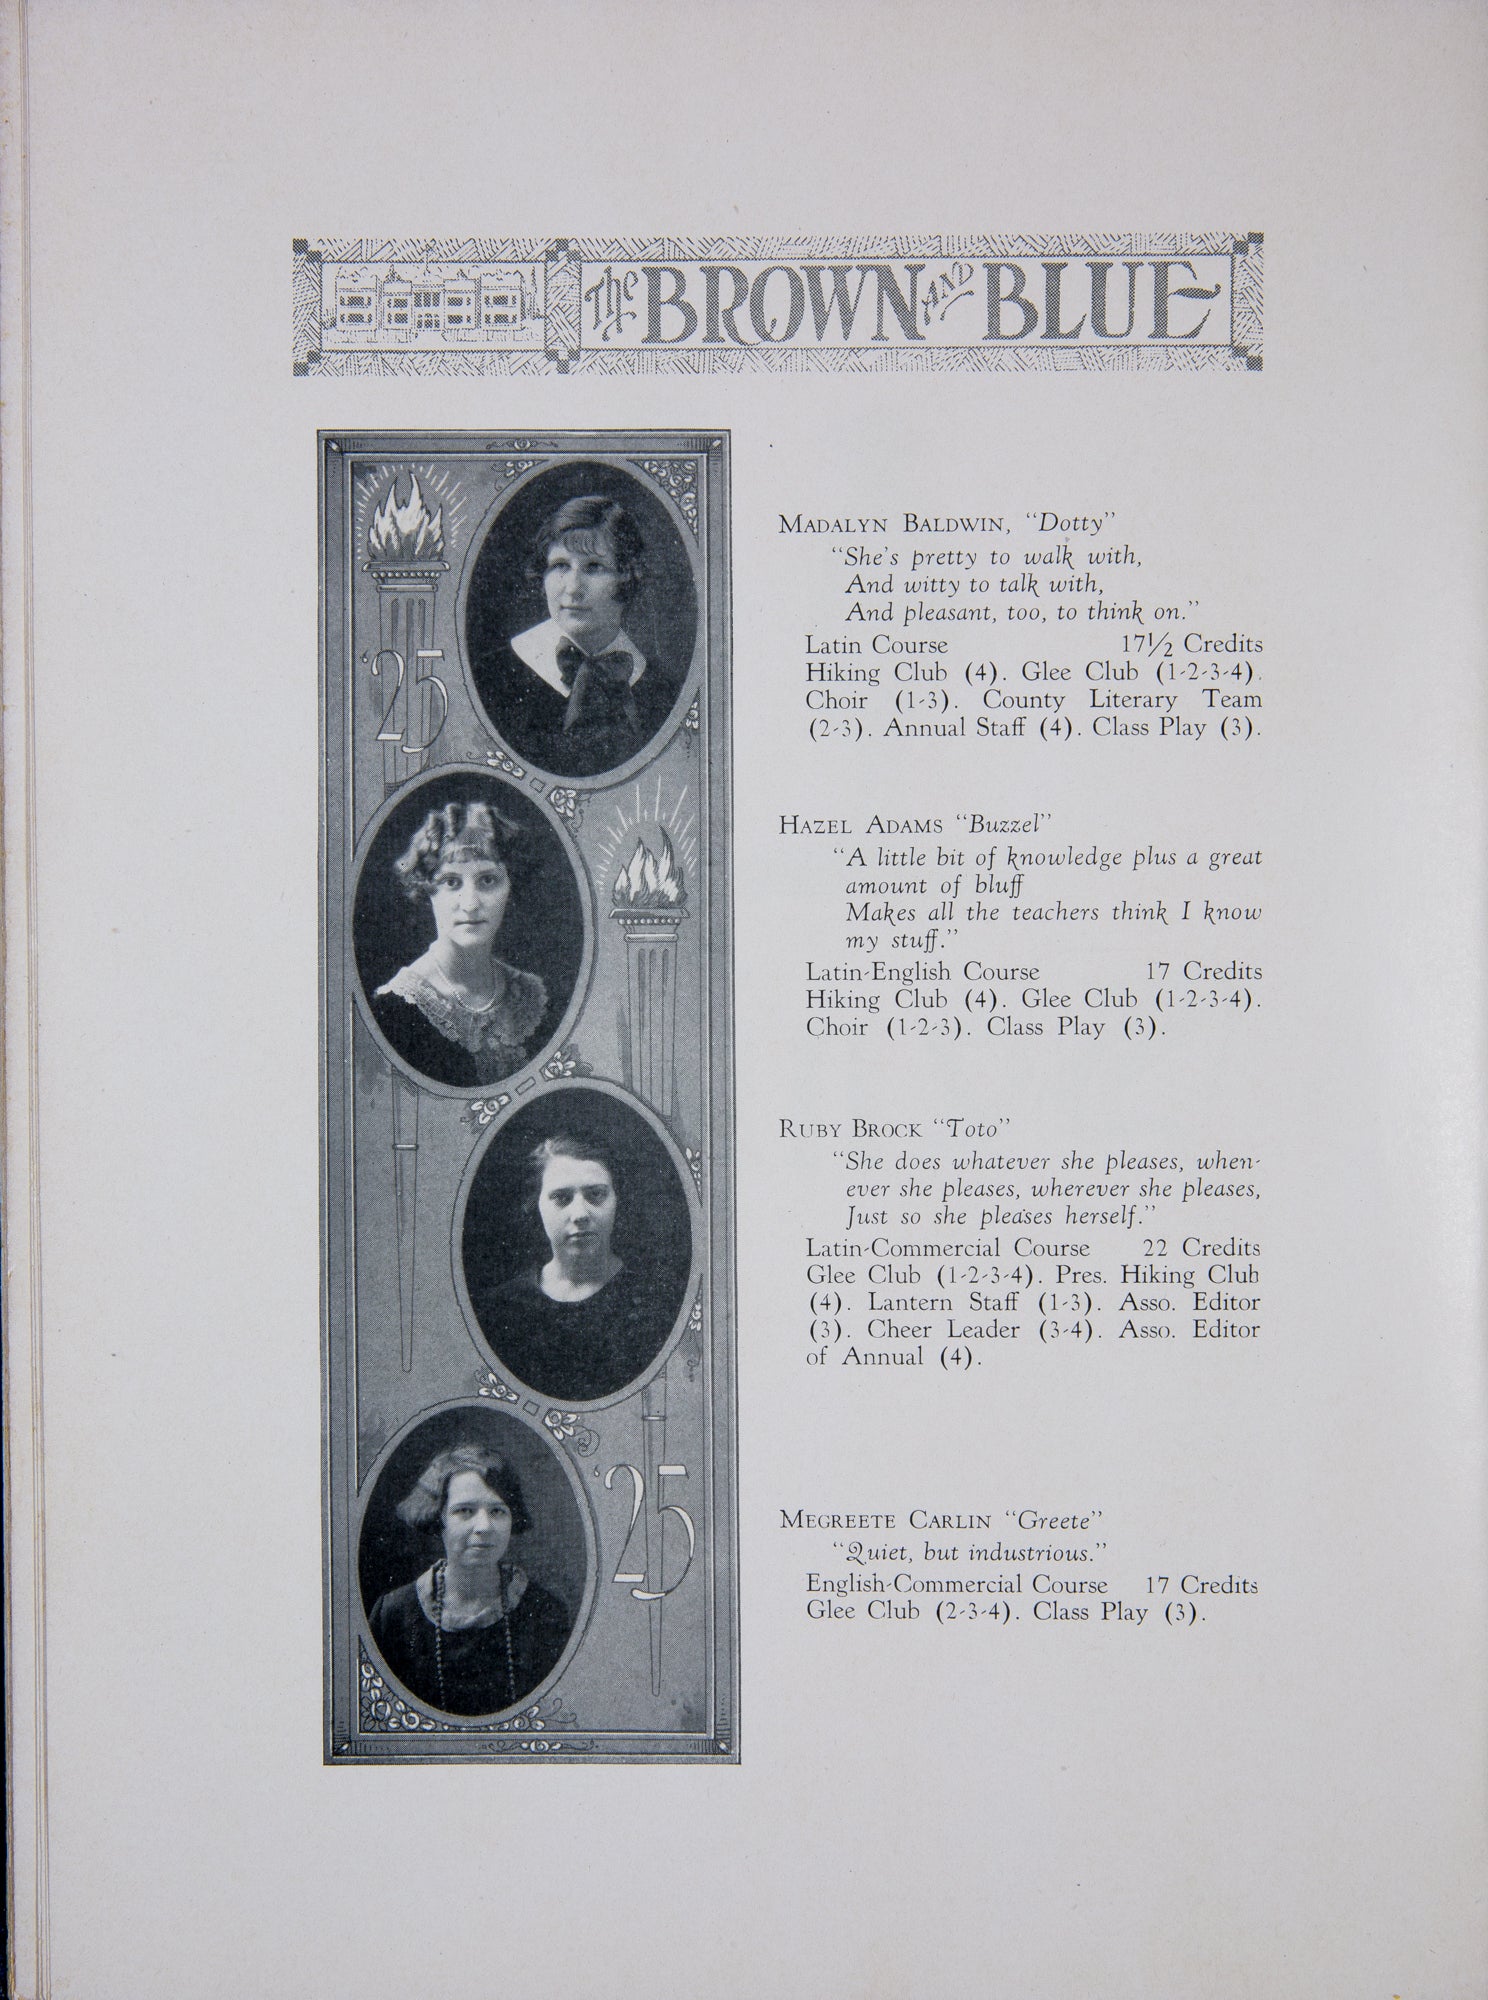 The BROWN AND BLUE
'25
'25
MADALYN BALDWIN, "Dotty"
"She's pretty to walk with,
And witty to talk with,
And pleasant, too, to think on."
Latin Course 17½ Credits
Hiking Club (4). Glee Club (1-2-3-4).
Choir (1-3). County Literary Team
(2-3). Annual Staff (4). Class Play (3).
HAZEL ADAMS "Buzzel"
"A little bit of knowledge plus a great
amount of bluff
Makes all the teachers think I know
my stuff."
Latin-English Course 17 Credits
Hiking Club (4). Glee Club (1-2-3-4).
Choir (1-2-3). Class Play (3).
RUBY BROCK "Toto"
"She does whatever she pleases, when-
ever she pleases, wherever she pleases,
Just so she pleases herself."
Latin-Commercial Course 22 Credits
Glee Club (1-2-3-4). Pres. Hiking Club
(4). Lantern Staff (1-3). Asso. Editor
(3). Cheer Leader (3-4). Asso. Editor
of Annual (4).
MEGREETE CARLIN "Greete"
"Quiet, but industrious."
English-Commercial Course 17 Credits
Glee Club (2-3-4). Class Play (3).